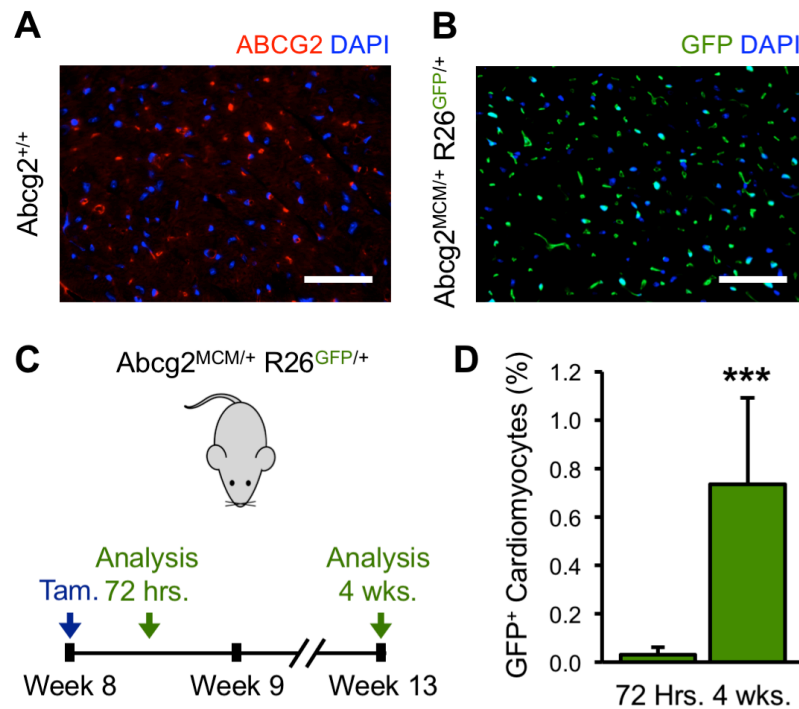 A
ABCG2 DAPI
Abcg2+/+
B
GFP DAPI
Abcg2MCM/+ R26GFP/+
C
Abcg2MCM/+ R26GFP/+
Tam.
Analysis
72 hrs.
Analysis
4 wks.
Week 8
Week 9
Week 13
D
GFP+ Cardiomyocytes (%)
1.2
1.0
0.8
0.6
0.4
0.2
0.0
***
72 Hrs.
4 wks.